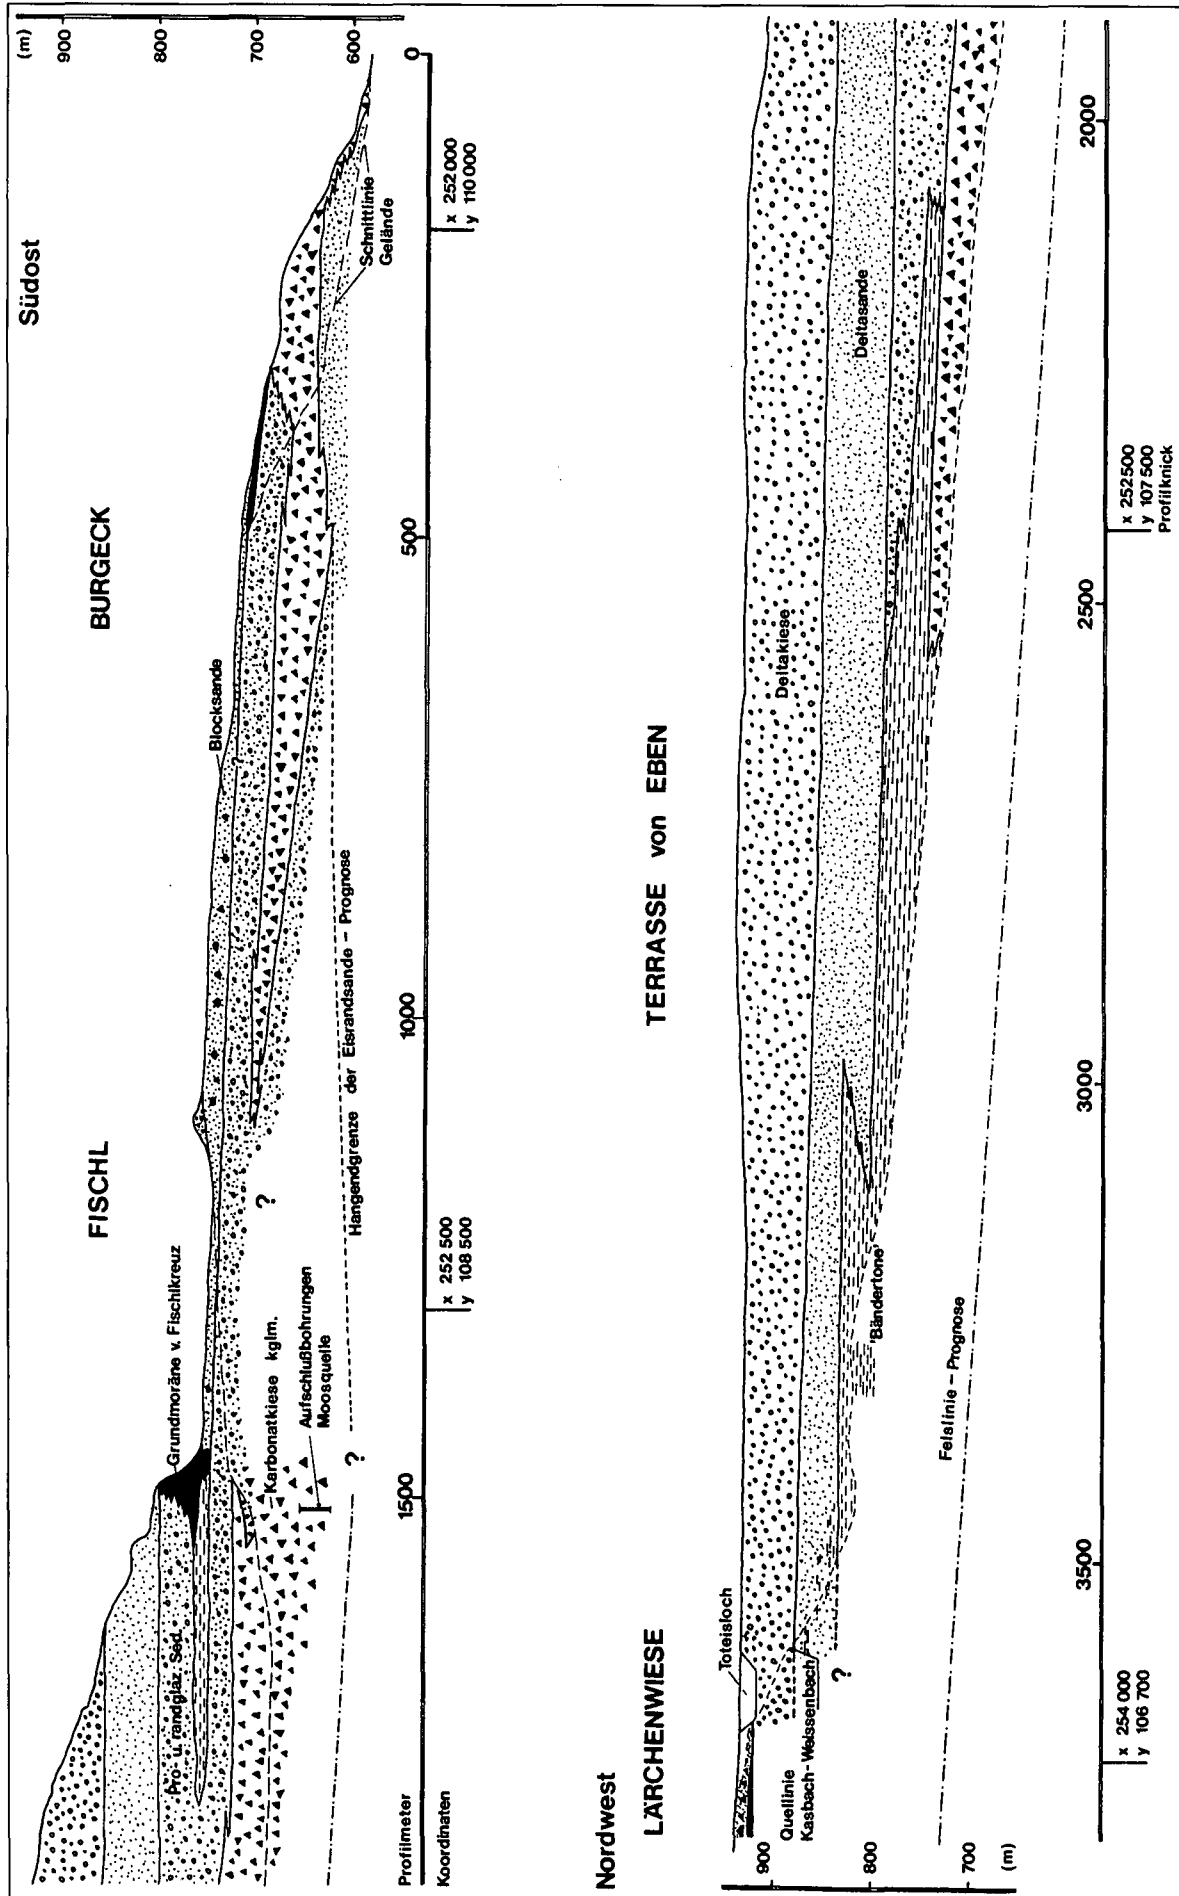 Südost
BURGECK
FISCHL
(m)
900
800
700
600
Blocksande
Schnittlinie
Gelände
Grundmoräne v. Fischlkreuz
Pro- u. randglaz. Sed.
Karbonatkiese kglm.
Aufschlußbohrungen
Moosquelle
Hangendgrenze der Eisrandsande – Prognose
?
?
Profilmeter
1500
1000
500
0
Koordinaten
x 252 500
y 108 500
x 252 000
y 110 000
Nordwest
LÄRCHENWIESE
TERRASSE von EBEN
Toteisloch
Deltakiese
Deltasande
900
800
700
(m)
Quellinie
Kasbach-Weissenbach
?
'Bändertone'
Felslinie – Prognose
3500
3000
2500
2000
x 254 000
y 106 700
x 252 500
y 107 500
Profilknick